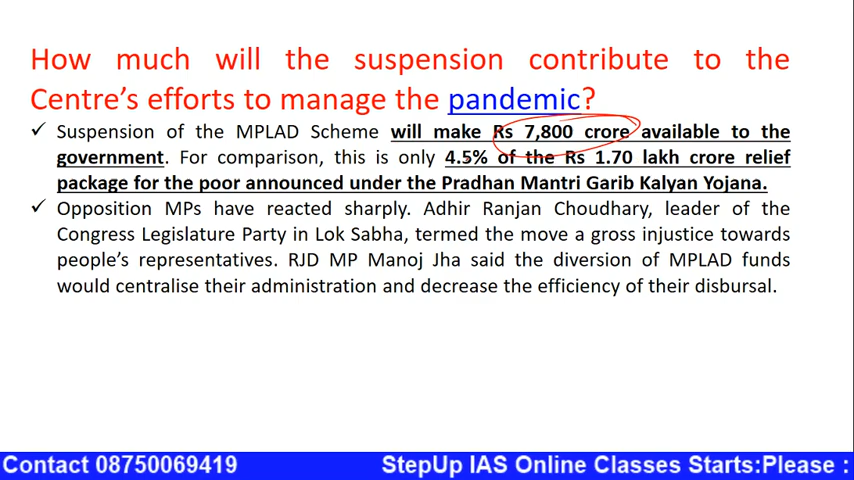 How much will the suspension contribute to the
Centre’s efforts to manage the pandemic?
✓ Suspension of the MPLAD Scheme will make Rs 7,800 crore available to the
government. For comparison, this is only 4.5% of the Rs 1.70 lakh crore relief
package for the poor announced under the Pradhan Mantri Garib Kalyan Yojana.
✓ Opposition MPs have reacted sharply. Adhir Ranjan Choudhary, leader of the
Congress Legislature Party in Lok Sabha, termed the move a gross injustice towards
people’s representatives. RJD MP Manoj Jha said the diversion of MPLAD funds
would centralise their administration and decrease the efficiency of their disbursal.
Contact 08750069419 StepUp IAS Online Classes Starts:Please :